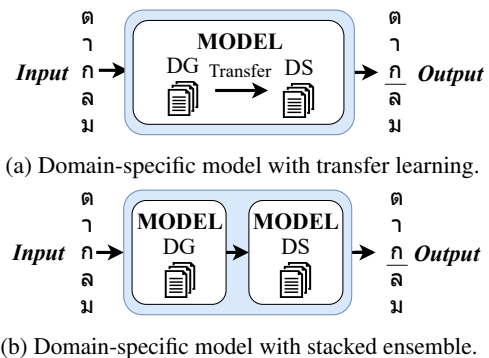 ต
า
ก
ล
ม
Input
MODEL
DG Transfer DS
ต
า
ก
ล
ม
Output
(a) Domain-specific model with transfer learning.
ต
า
ก
ล
ม
Input
MODEL
DG
MODEL
DS
ต
า
ก
ล
ม
Output
(b) Domain-specific model with stacked ensemble.